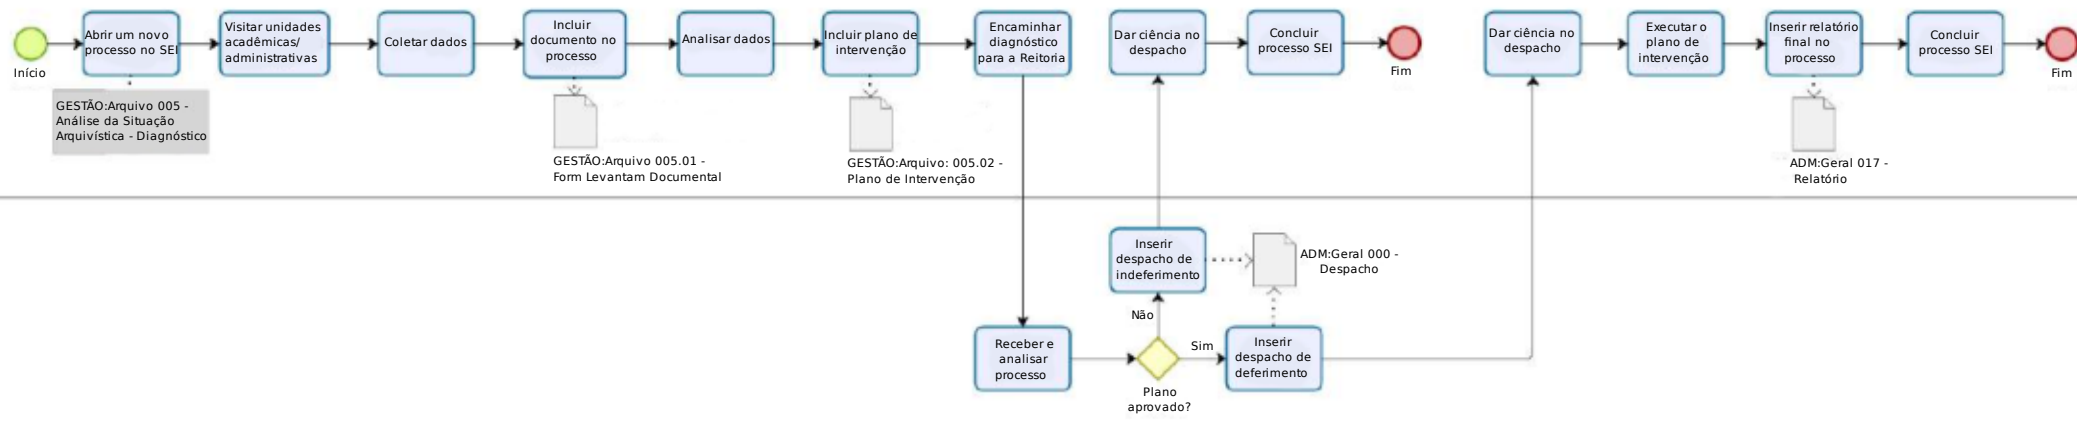 Início
Abrir um novo
processo no SEI
GESTÃO:Arquivo 005 -
Análise da Situação
Arquivística - Diagnóstico
Visitar unidades
acadêmicas/
administrativas
Coletar dados
Incluir
documento no
processo
GESTÃO:Arquivo 005.01 -
Form Levantam Documental
Analisar dados
Incluir plano de
intervenção
GESTÃO:Arquivo: 005.02 -
Plano de Intervenção
Encaminhar
diagnóstico
para a Reitoria
Dar ciência no
despacho
Concluir
processo SEI
Fim
Dar ciência no
despacho
Executar o
plano de
intervenção
Inserir relatório
final no
processo
ADM:Geral 017 -
Relatório
Concluir
processo SEI
Fim
Inserir
despacho de
indeferimento
ADM:Geral 000 -
Despacho
Não
Receber e
analisar
processo
Sim
Plano
aprovado?
Inserir
despacho de
deferimento